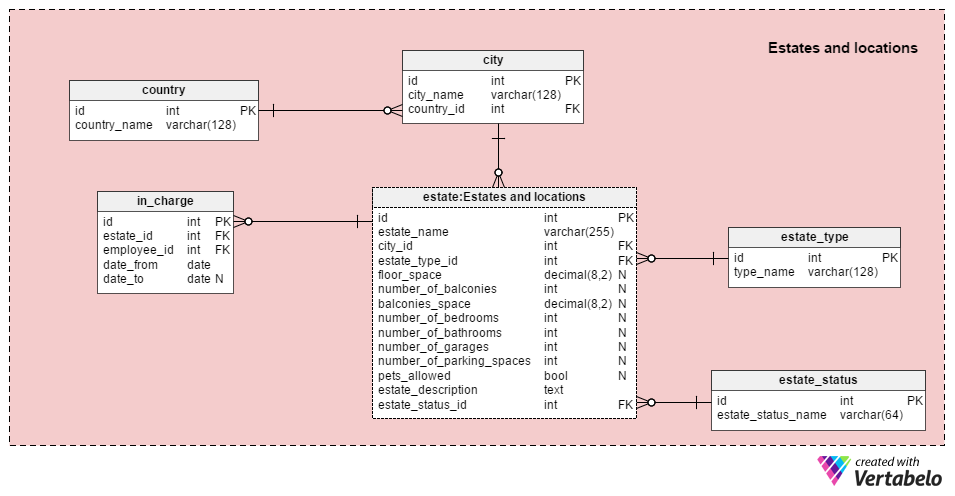 Estates and locations
city
id int PK
city_name varchar(128)
country_id int FK
country
id int PK
country_name varchar(128)
in_charge
id int PK
estate_id int FK
employee_id int FK
date_from date
date_to date N
estate:Estates and locations
id int PK
estate_name varchar(255)
city_id int FK
estate_type_id int FK
floor_space decimal(8,2) N
number_of_balconies int N
balconies_space decimal(8,2) N
number_of_bedrooms int N
number_of_bathrooms int N
number_of_garages int N
number_of_parking_spaces int N
pets_allowed bool N
estate_description text
estate_status_id int FK
estate_type
id int PK
type_name varchar(128)
estate_status
id int PK
estate_status_name varchar(64)
created with
Vertabelo